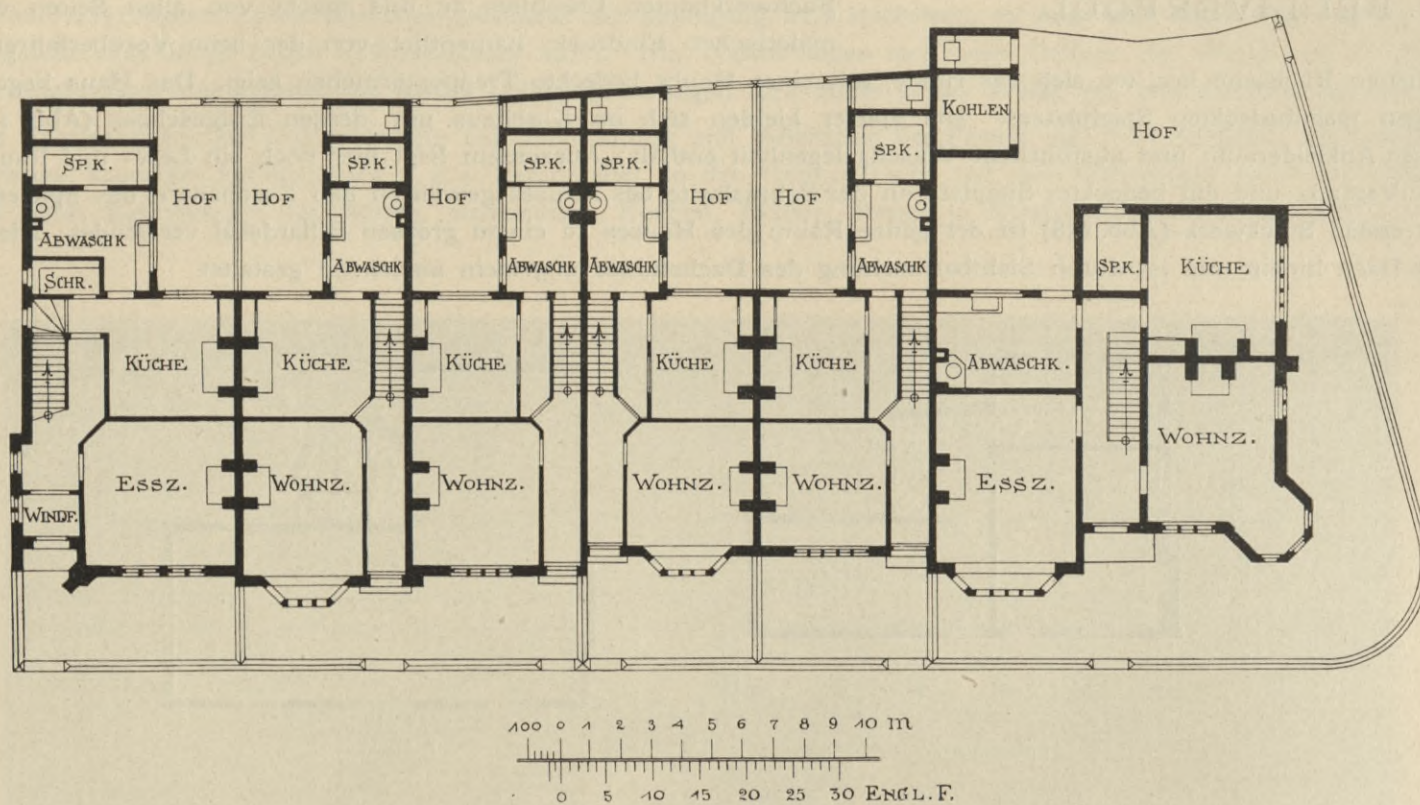 KOHLEN
HOF
SP.K. HOF HOF SP.K. HOF SP.K. SP.K. HOF HOF SP.K.
ABWASCHK
SCHR.
ABWASCHK ABWASCHK ABWASCHK ABWASCHK
SP.K. KÜCHE
KÜCHE KÜCHE KÜCHE KÜCHE KÜCHE ABWASCHK. WOHNZ.
ESSZ. WOHNZ. WOHNZ. WOHNZ. WOHNZ. ESSZ.
WINDF.
100 0 1 2 3 4 5 6 7 8 9 10 m
0 5 10 15 20 25 30 ENGL. F.